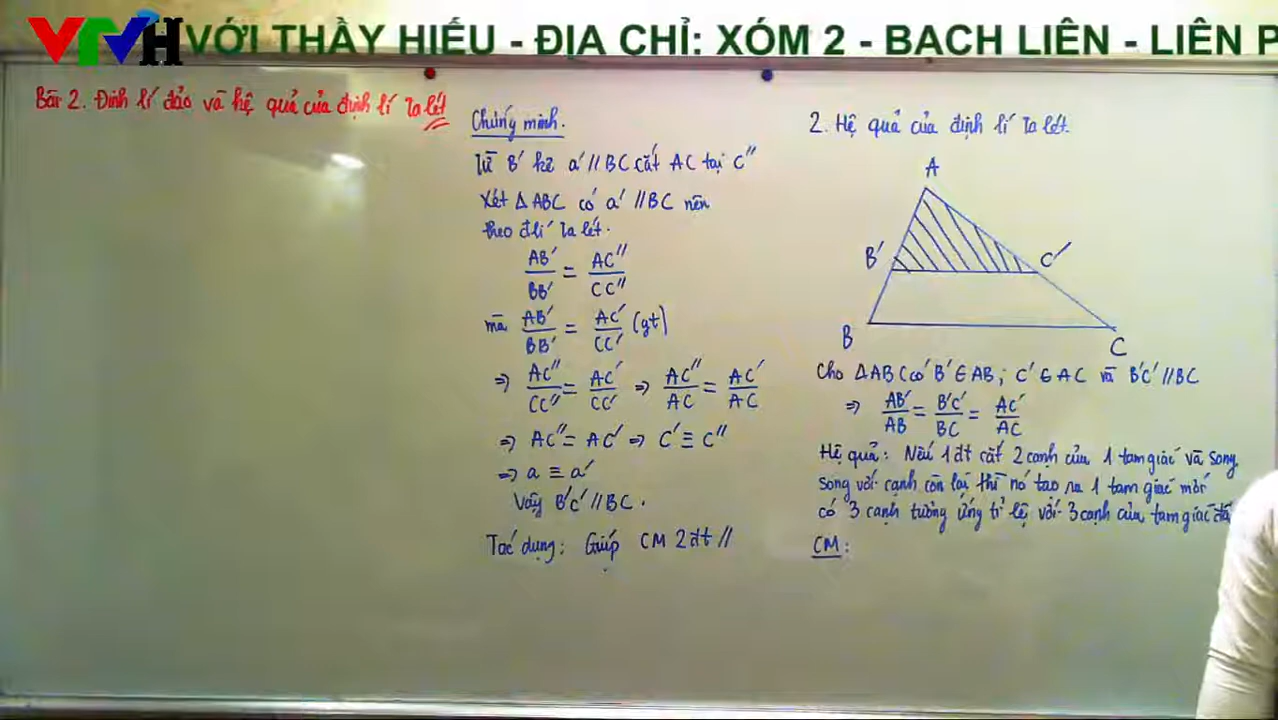 VTVH
VỚI THẦY HIẾU - ĐỊA CHỈ: XÓM 2 - BẠCH LIÊN - LIÊN P
Bài 2. Định lí đảo và hệ quả của định lí Ta lét
Chứng minh.
Từ B' kẻ a' // BC cắt AC tại C''
Xét Δ ABC có a' // BC nên
theo đlí Ta lét.
AB'/BB' = AC''/CC''
mà AB'/BB' = AC'/CC' (gt)
⇒ AC''/CC'' = AC'/CC' ⇒ AC''/AC = AC'/AC
⇒ AC'' = AC' ⇒ C' ≡ C''
⇒ a ≡ a'
Vậy B'C' // BC.
Tác dụng: Giúp CM 2 đt //
2. Hệ quả của định lí Ta lét.
A
B' C'
B C
Cho ΔABC có B' ∈ AB; C' ∈ AC và B'C' // BC
⇒ AB'/AB = B'C'/BC = AC'/AC
Hệ quả: Nếu 1 đt cắt 2 cạnh của 1 tam giác và song
song với cạnh còn lại thì nó tạo ra 1 tam giác mới
có 3 cạnh tương ứng tỉ lệ với 3 cạnh của tam giác đã
CM: